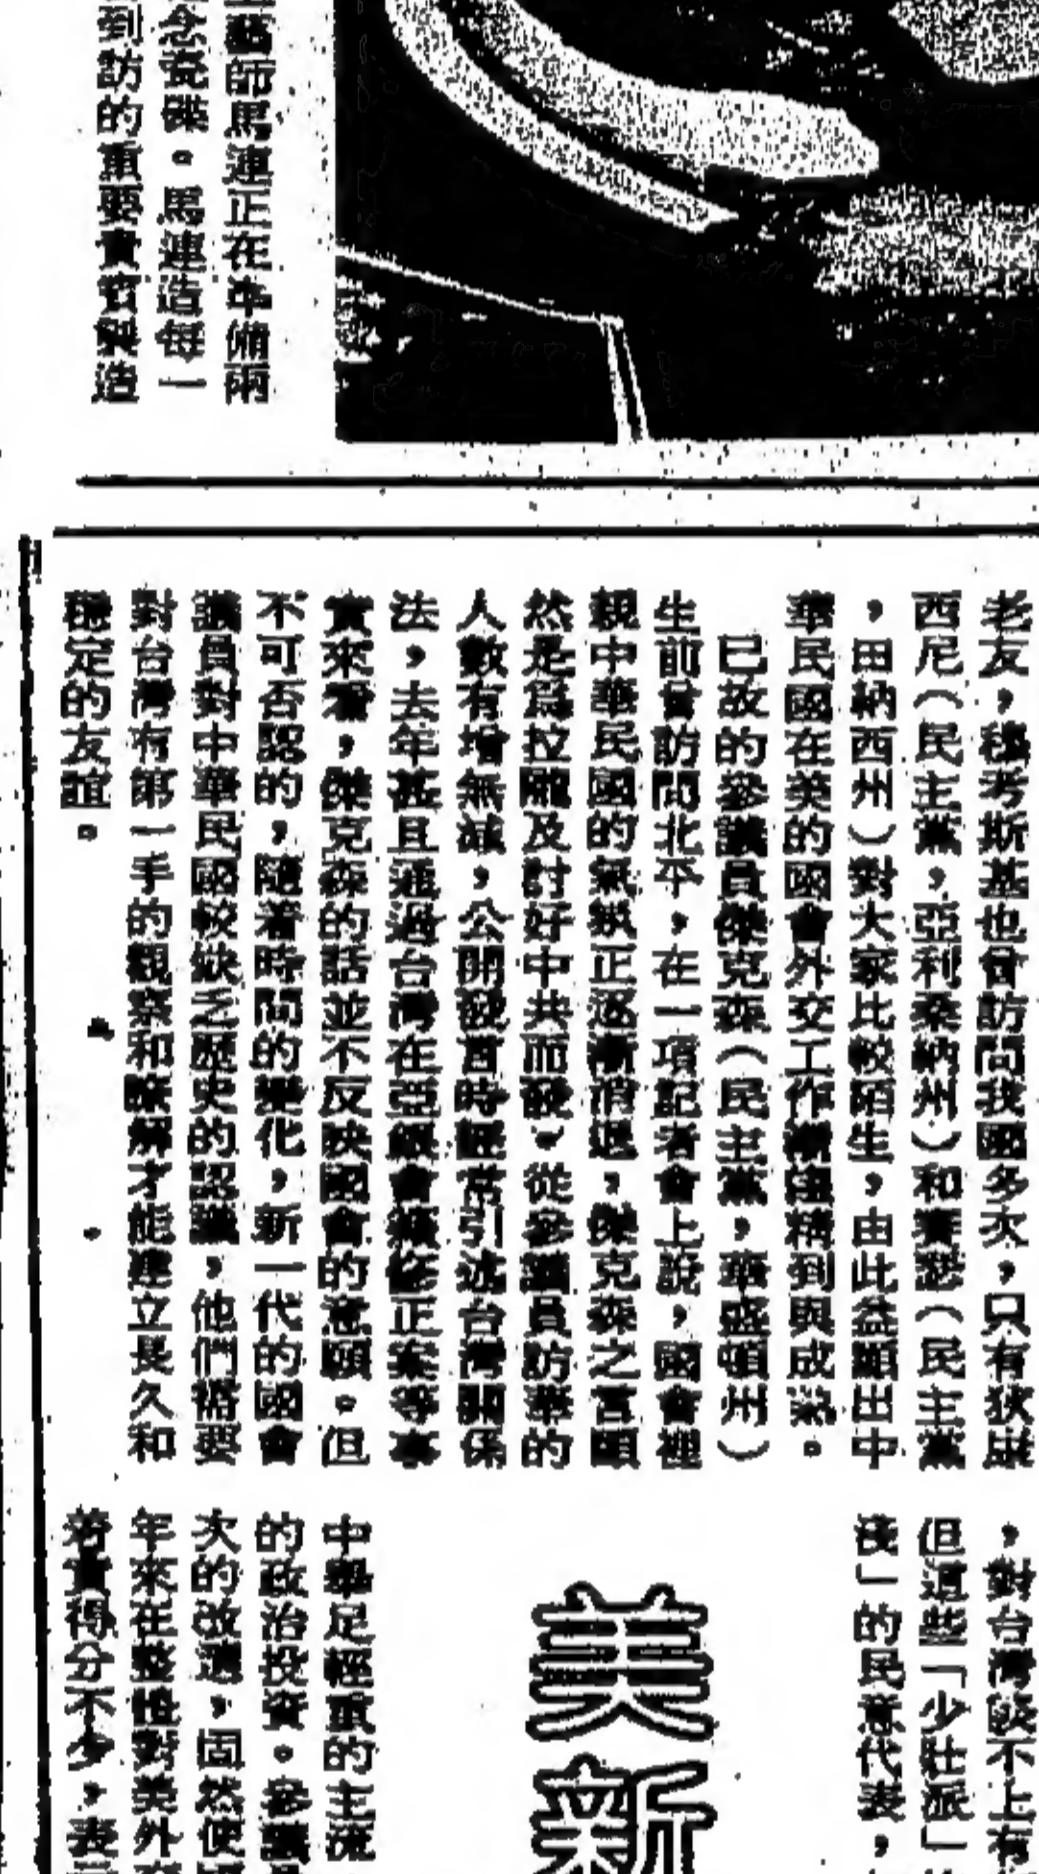 藝師馬連正在準備兩
念瓷碟。馬連造每一
到訪的重要貴賓製造
老友,穆考斯基也曾訪問我國多次,只有狄康
西尼(民主黨,亞利桑納州)和賽瑟(民主黨
,田納西州)對大家比較陌生,由此益顯出中
華民國在美的國會外交工作觸角精到與成。
已故的參議員傑克森(民主黨,華盛頓州)
生前曾訪問北平,在一項記者會上說,國會裡
親中華民國的氣氛正逐漸消退,傑克森之言顯
然是為拉攏及討好中共而發。從參議員訪華的
人數有增無減,公開發言時經常引述台灣關係
法,去年甚且通過台灣在亞銀會籍修正案等事
實來看,傑克森的話並不反映國會的意願。但
不可否認的,隨着時間的變化,新一代的國會
議員對中華民國較缺乏歷史的認識,他們需要
對台灣有第一手的觀察和瞭解才能建立長久和
穩定的友誼。
,對台灣談不上有
但這些「少壯派」
」的民意代表,
美新
中舉足輕重的主流
的政治投資。參議
次的改選,固然使
年來在整體對美外
着實得分不少,表